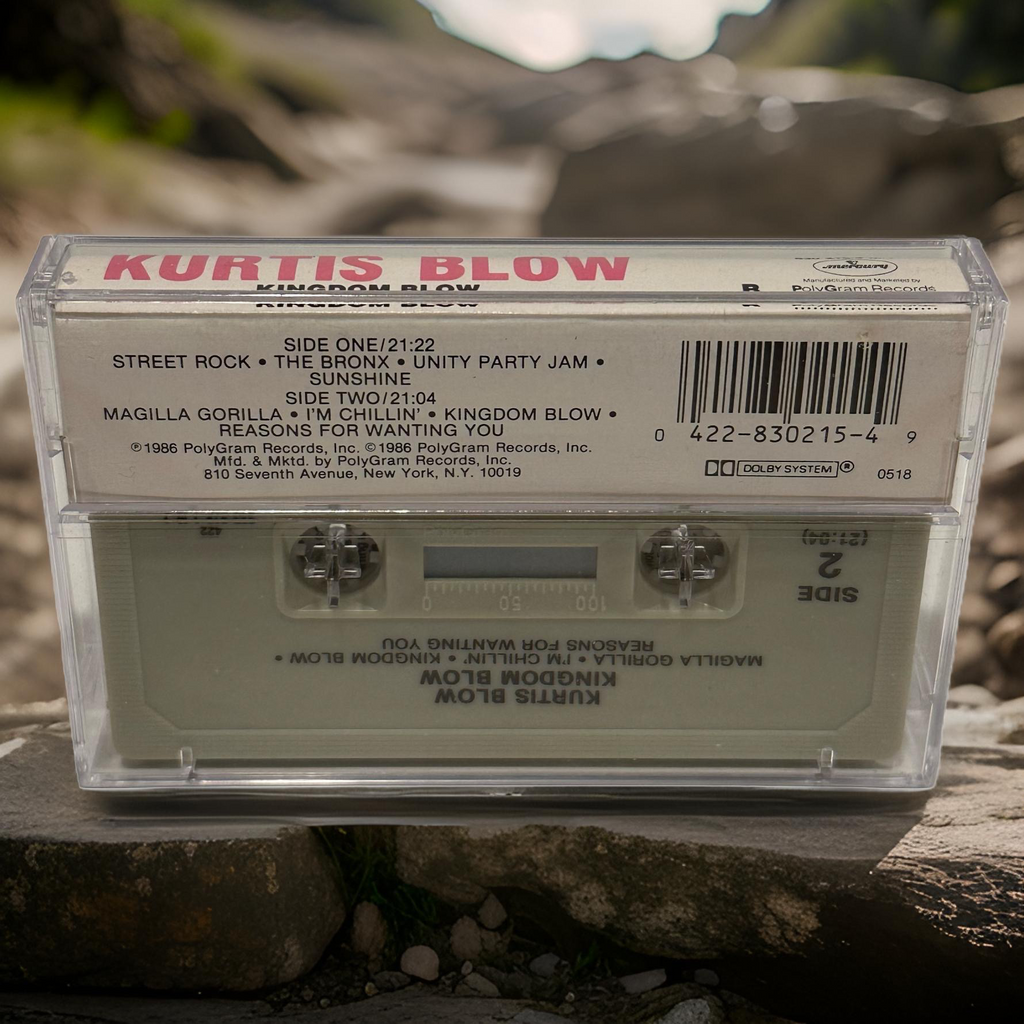 KURTIS BLOW
KINGDOM BLOW
mercury
Manufactured and Marketed by
PolyGram Records
SIDE ONE/21:22
STREET ROCK • THE BRONX • UNITY PARTY JAM •
SUNSHINE
SIDE TWO/21:04
MAGILLA GORILLA • I'M CHILLIN' • KINGDOM BLOW •
REASONS FOR WANTING YOU
℗1986 PolyGram Records, Inc. ©1986 PolyGram Records, Inc.
Mfd. & Mktd. by PolyGram Records, Inc.
810 Seventh Avenue, New York, N.Y. 10019
0 422-830215-4 9
DOLBY SYSTEM®
0518
422
(21:04)
2
SIDE
100 50 0
MAGILLA GORILLA • I'M CHILLIN' • KINGDOM BLOW •
REASONS FOR WANTING YOU
KURTIS BLOW
KINGDOM BLOW